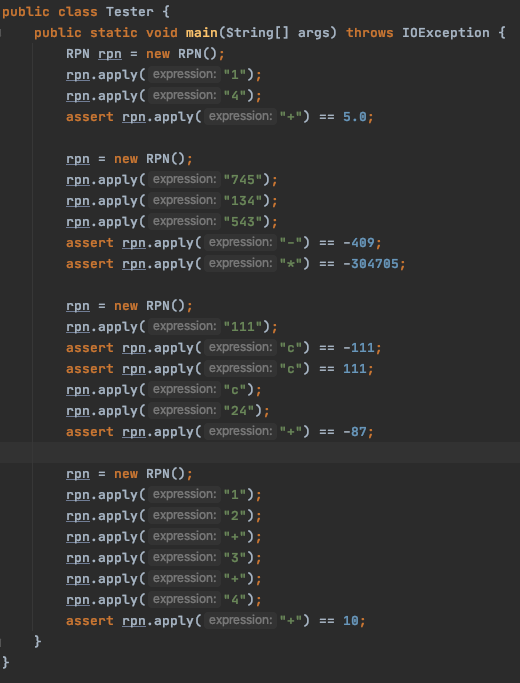 public class Tester {
public static void main(String[] args) throws IOException {
RPN rpn = new RPN();
rpn.apply( expression: "1");
rpn.apply( expression: "4");
assert rpn.apply( expression: "+") == 5.0;
rpn = new RPN();
rpn.apply( expression: "745");
rpn.apply( expression: "134");
rpn.apply( expression: "543");
assert rpn.apply( expression: "-") == -409;
assert rpn.apply( expression: "*") == -304705;
rpn = new RPN();
rpn.apply( expression: "111");
assert rpn.apply( expression: "c") == -111;
assert rpn.apply( expression: "c") == 111;
rpn.apply( expression: "c");
rpn.apply( expression: "24");
assert rpn.apply( expression: "+") == -87;
rpn = new RPN();
rpn.apply( expression: "1");
rpn.apply( expression: "2");
rpn.apply( expression: "+");
rpn.apply( expression: "3");
rpn.apply( expression: "+");
rpn.apply( expression: "4");
assert rpn.apply( expression: "+") == 10;
}
}